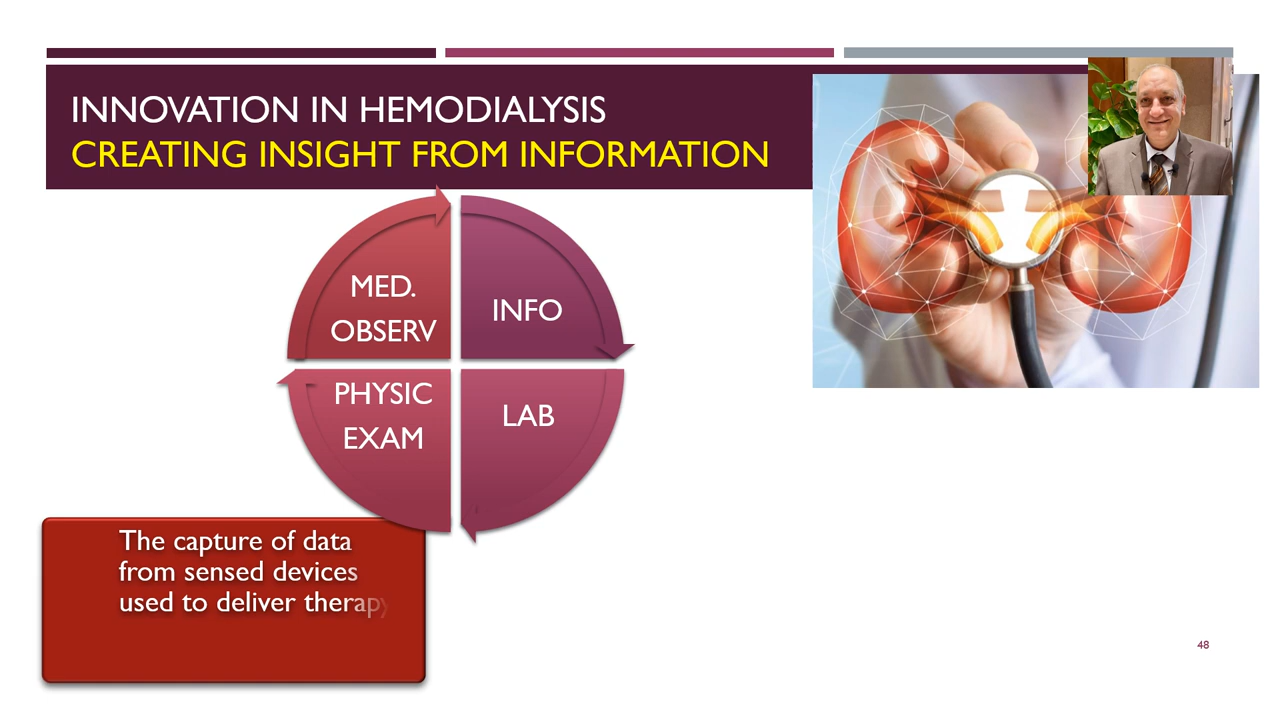 INNOVATION IN HEMODIALYSIS
CREATING INSIGHT FROM INFORMATION
MED.
OBSERV
INFO
PHYSIC
EXAM
LAB
The capture of data
from sensed devices
used to deliver therapy
48